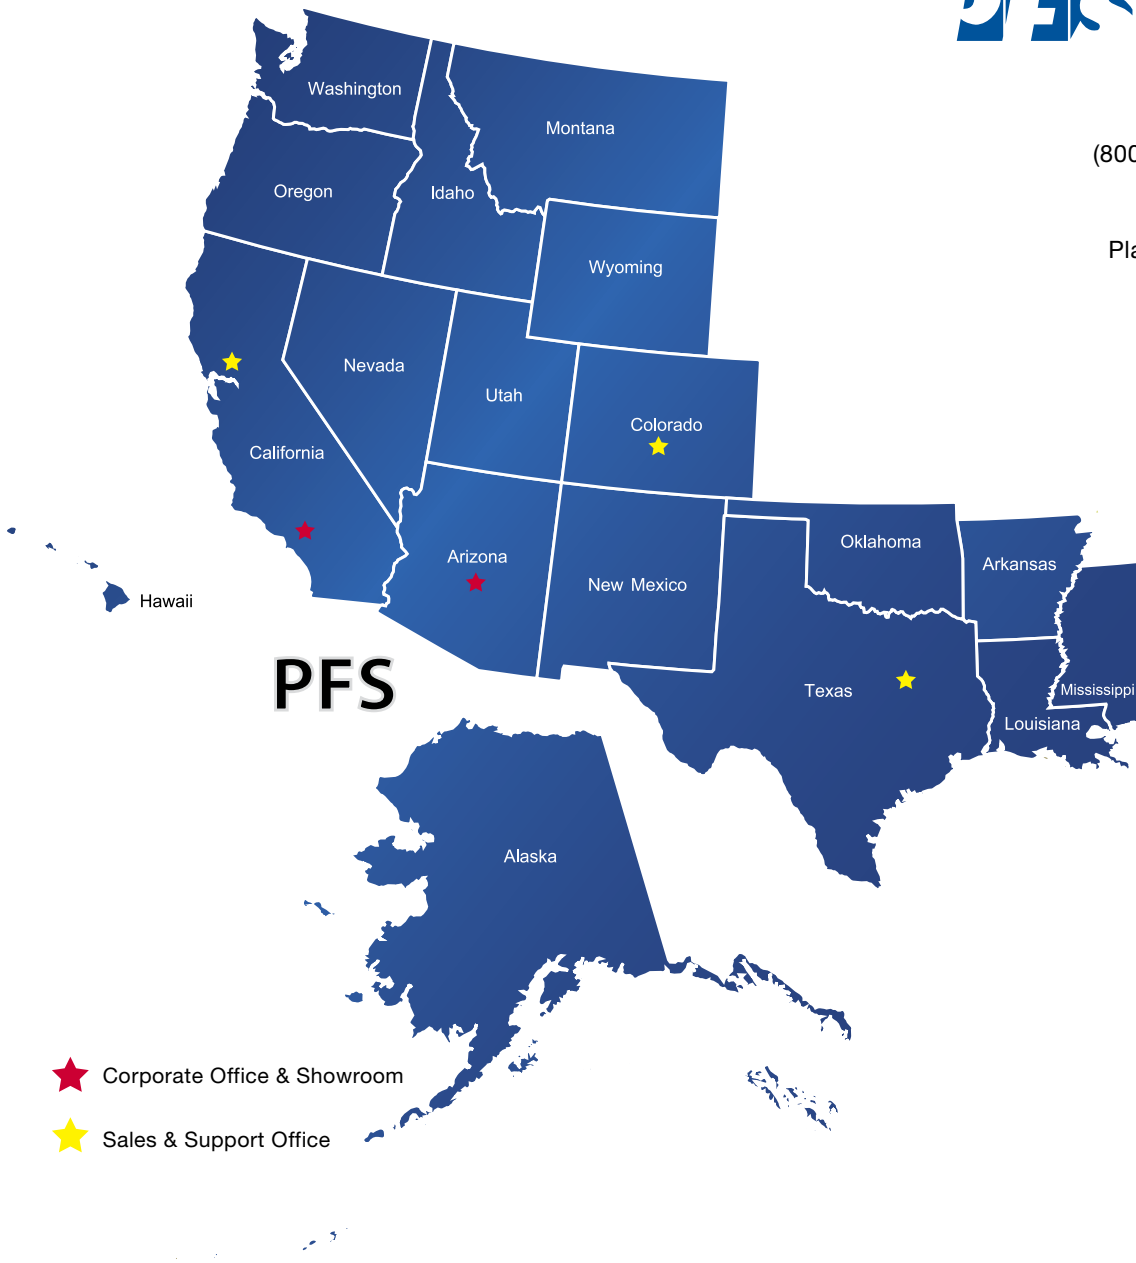 Washington
Montana
(800
Oregon
Idaho
Pla
Wyoming
Nevada
Utah
Colorado
California
Oklahoma
Arizona
Arkansas
New Mexico
Hawaii
PFS
Texas
Mississippi
Louisiana
Alaska
Corporate Office & Showroom
Sales & Support Office